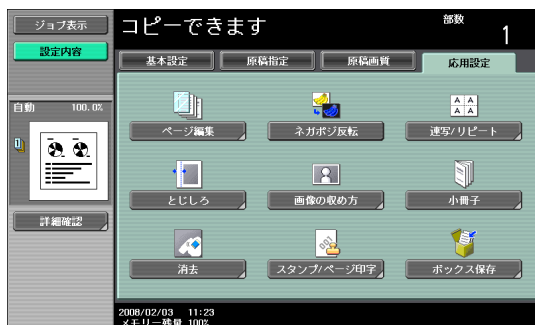 ジョブ表示
コピーできます
部数
1
設定内容
基本設定
原稿指定
原稿画質
応用設定
自動 100.0%
ページ編集
ネガポジ反転
連写/リピート
A A
A A
とじしろ
画像の収め方
小冊子
詳細確認
消去
スタンプ/ページ印字
ボックス保存
2008/02/03 11:23
メモリー残量 100%